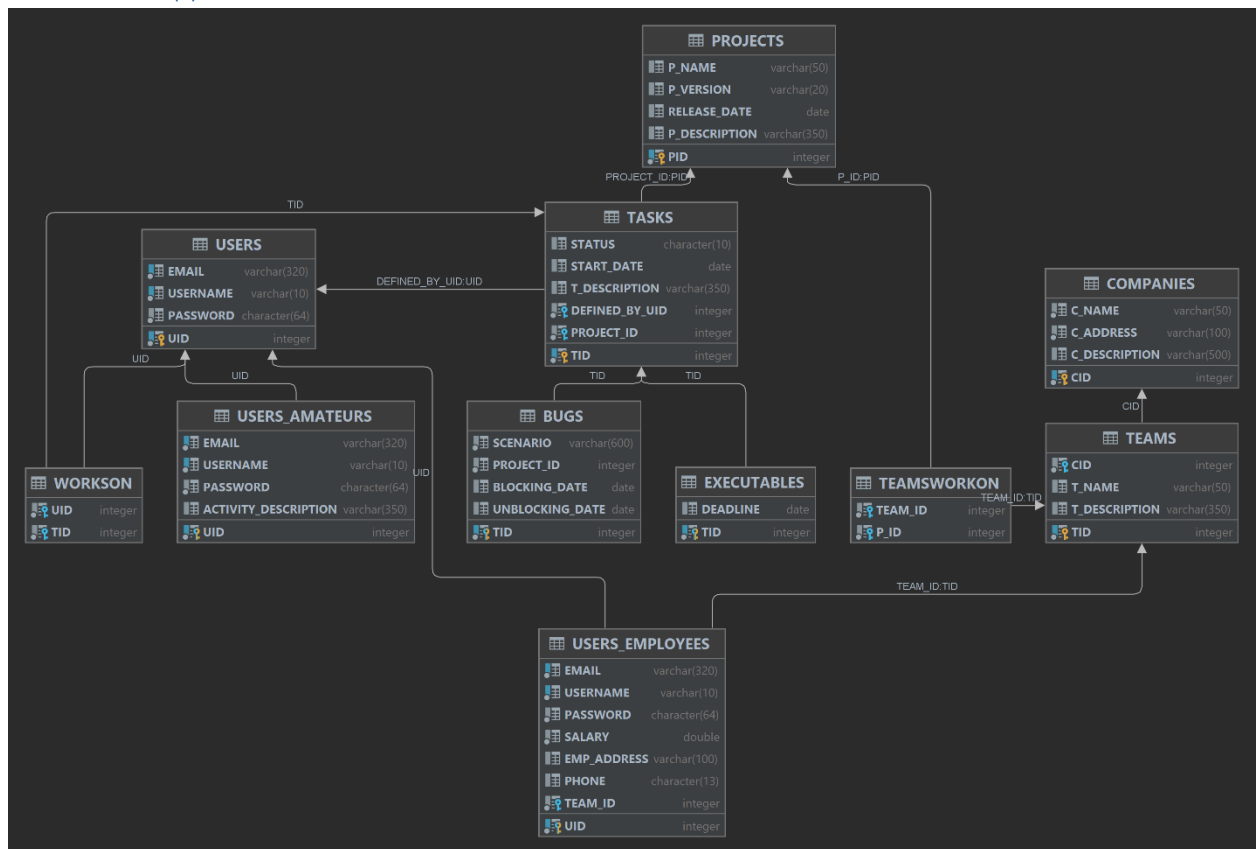 PROJECTS
P_NAME varchar(50)
P_VERSION varchar(20)
RELEASE_DATE date
P_DESCRIPTION varchar(350)
PID integer
PROJECT_ID:PID
P_ID:PID
TID
TASKS
STATUS character(10)
START_DATE date
T_DESCRIPTION varchar(350)
DEFINED_BY_UID integer
PROJECT_ID integer
TID integer
USERS
EMAIL varchar(320)
USERNAME varchar(10)
PASSWORD character(64)
UID integer
DEFINED_BY_UID:UID
COMPANIES
C_NAME varchar(50)
C_ADDRESS varchar(100)
C_DESCRIPTION varchar(500)
CID integer
UID
UID
TID
TID
CID
USERS_AMATEURS
EMAIL varchar(320)
USERNAME varchar(10)
PASSWORD character(64)
ACTIVITY_DESCRIPTION varchar(350)
UID integer
UID
BUGS
SCENARIO varchar(600)
PROJECT_ID integer
BLOCKING_DATE date
UNBLOCKING_DATE date
TID integer
TEAMS
CID integer
T_NAME varchar(50)
T_DESCRIPTION varchar(350)
TID integer
WORKSON
UID integer
TID integer
EXECUTABLES
DEADLINE date
TID integer
TEAMSWORKON
TEAM_ID integer
P_ID integer
TEAM_ID:TID
TEAM_ID:TID
USERS_EMPLOYEES
EMAIL varchar(320)
USERNAME varchar(10)
PASSWORD character(64)
SALARY double
EMP_ADDRESS varchar(100)
PHONE character(13)
TEAM_ID integer
UID integer